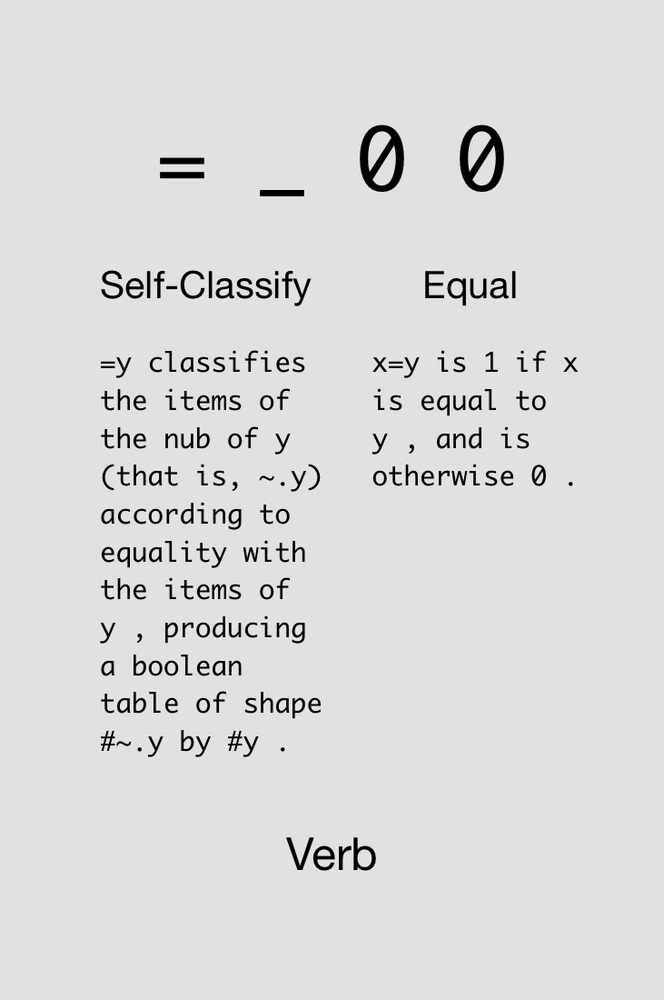 = _ 0 0
Self-Classify
=y classifies
the items of
the nub of y
(that is, ~.y)
according to
equality with
the items of
y , producing
a boolean
table of shape
#~.y by #y .
Equal
x=y is 1 if x
is equal to
y , and is
otherwise 0 .
Verb